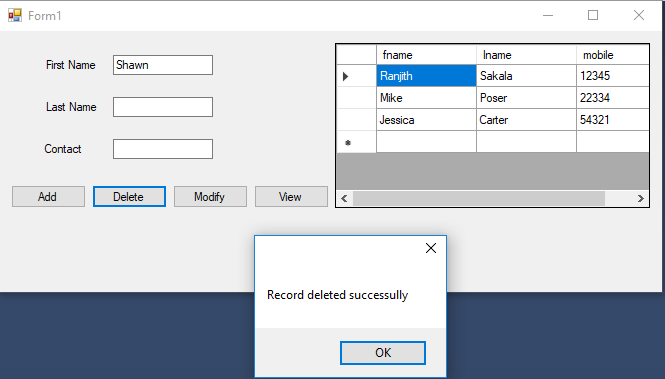 Form1
First Name Shawn
Last Name
Contact
Add Delete Modify View
fname lname mobile
Ranjith Sakala 12345
Mike Poser 22334
Jessica Carter 54321
Record deleted successully
OK